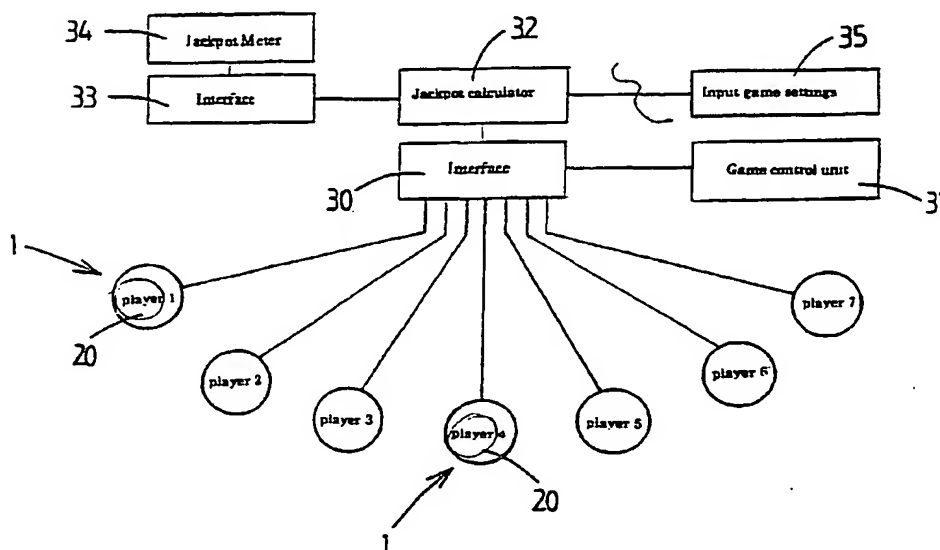 34
Jackpot Meter
33
Interface
32
Jackpot calculator
35
Input game settings
30
Interface
Game control unit
1
player 1
20
player 2
player 3
player 4
20
1
player 5
player 6
player 7